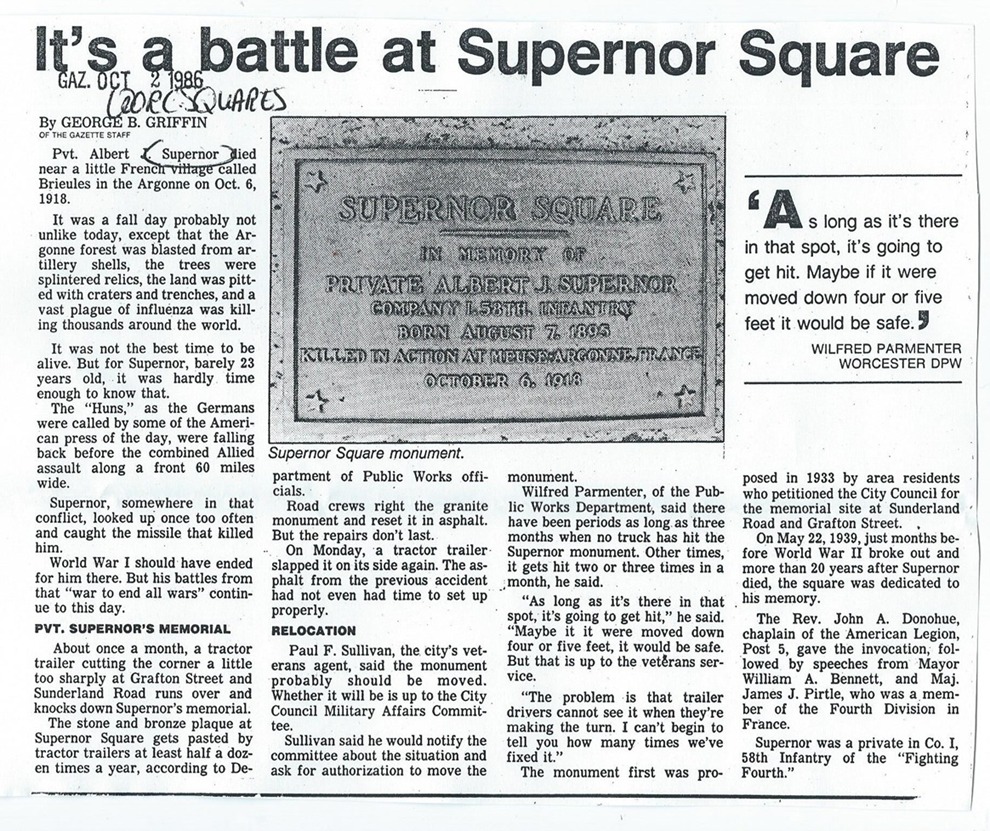 It's a battle at Supernor Square
GAZ. OCT 2 1986
WORC. SQUARES
By GEORGE B. GRIFFIN
OF THE GAZETTE STAFF
Pvt. Albert J. Supernor died
near a little French village called
Brieules in the Argonne on Oct. 6,
1918.
It was a fall day probably not
unlike today, except that the Ar-
gonne forest was blasted from ar-
tillery shells, the trees were
splintered relics, the land was pitt-
ed with craters and trenches, and a
vast plague of influenza was kill-
ing thousands around the world.
It was not the best time to be
alive. But for Supernor, barely 23
years old, it was hardly time
enough to know that.
The "Huns," as the Germans
were called by some of the Ameri-
can press of the day, were falling
back before the combined Allied
assault along a front 60 miles
wide.
Supernor, somewhere in that
conflict, looked up once too often
and caught the missile that killed
him.
World War I should have ended
for him there. But his battles from
that "war to end all wars" contin-
ue to this day.
PVT. SUPERNOR'S MEMORIAL
About once a month, a tractor
trailer cutting the corner a little
too sharply at Grafton Street and
Sunderland Road runs over and
knocks down Supernor's memorial.
The stone and bronze plaque at
Supernor Square gets pasted by
tractor trailers at least half a doz-
en times a year, according to De-
SUPERNOR SQUARE
IN MEMORY OF
PRIVATE ALBERT J. SUPERNOR
COMPANY I. 58TH. INFANTRY
BORN AUGUST 7, 1895
KILLED IN ACTION AT MEUSE-ARGONNE, FRANCE
OCTOBER 6, 1918
Supernor Square monument.
partment of Public Works offi-
cials.
Road crews right the granite
monument and reset it in asphalt.
But the repairs don't last.
On Monday, a tractor trailer
slapped it on its side again. The as-
phalt from the previous accident
had not even had time to set up
properly.
RELOCATION
Paul F. Sullivan, the city's vet-
erans agent, said the monument
probably should be moved.
Whether it will be is up to the City
Council Military Affairs Commit-
tee.
Sullivan said he would notify the
committee about the situation and
ask for authorization to move the
monument.
Wilfred Parmenter, of the Pub-
lic Works Department, said there
have been periods as long as three
months when no truck has hit the
Supernor monument. Other times,
it gets hit two or three times in a
month, he said.
"As long as it's there in that
spot, it's going to get hit," he said.
"Maybe it it were moved down
four or five feet, it would be safe.
But that is up to the veterans ser-
vice.
"The problem is that trailer
drivers cannot see it when they're
making the turn. I can't begin to
tell you how many times we've
fixed it."
The monument first was pro-
'As long as it's there
in that spot, it's going to
get hit. Maybe if it were
moved down four or five
feet it would be safe.'
WILFRED PARMENTER
WORCESTER DPW
posed in 1933 by area residents
who petitioned the City Council for
the memorial site at Sunderland
Road and Grafton Street.
On May 22, 1939, just months be-
fore World War II broke out and
more than 20 years after Supernor
died, the square was dedicated to
his memory.
The Rev. John A. Donohue,
chaplain of the American Legion,
Post 5, gave the invocation, fol-
lowed by speeches from Mayor
William A. Bennett, and Maj.
James J. Pirtle, who was a mem-
ber of the Fourth Division in
France.
Supernor was a private in Co. I,
58th Infantry of the "Fighting
Fourth."